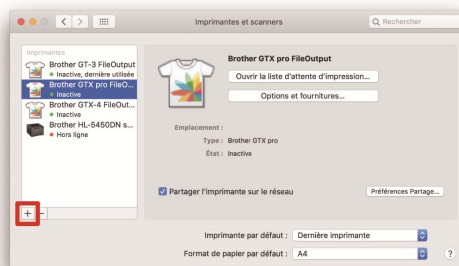 Imprimantes et scanners
Rechercher
Imprimantes
Brother GT-3 FileOutput
Inactive, dernière utilisée
Brother GTX pro FileO...
Inactive
Brother GTX-4 FileOut...
Inactive
Brother HL-5450DN s...
Hors ligne
+ −
Brother GTX pro FileOutput
Ouvrir la liste d'attente d'impression...
Options et fournitures...
Emplacement :
Type : Brother GTX pro
État : Inactive
Partager l'imprimante sur le réseau
Préférences Partage...
Imprimante par défaut : Dernière imprimante
Format de papier par défaut : A4
?